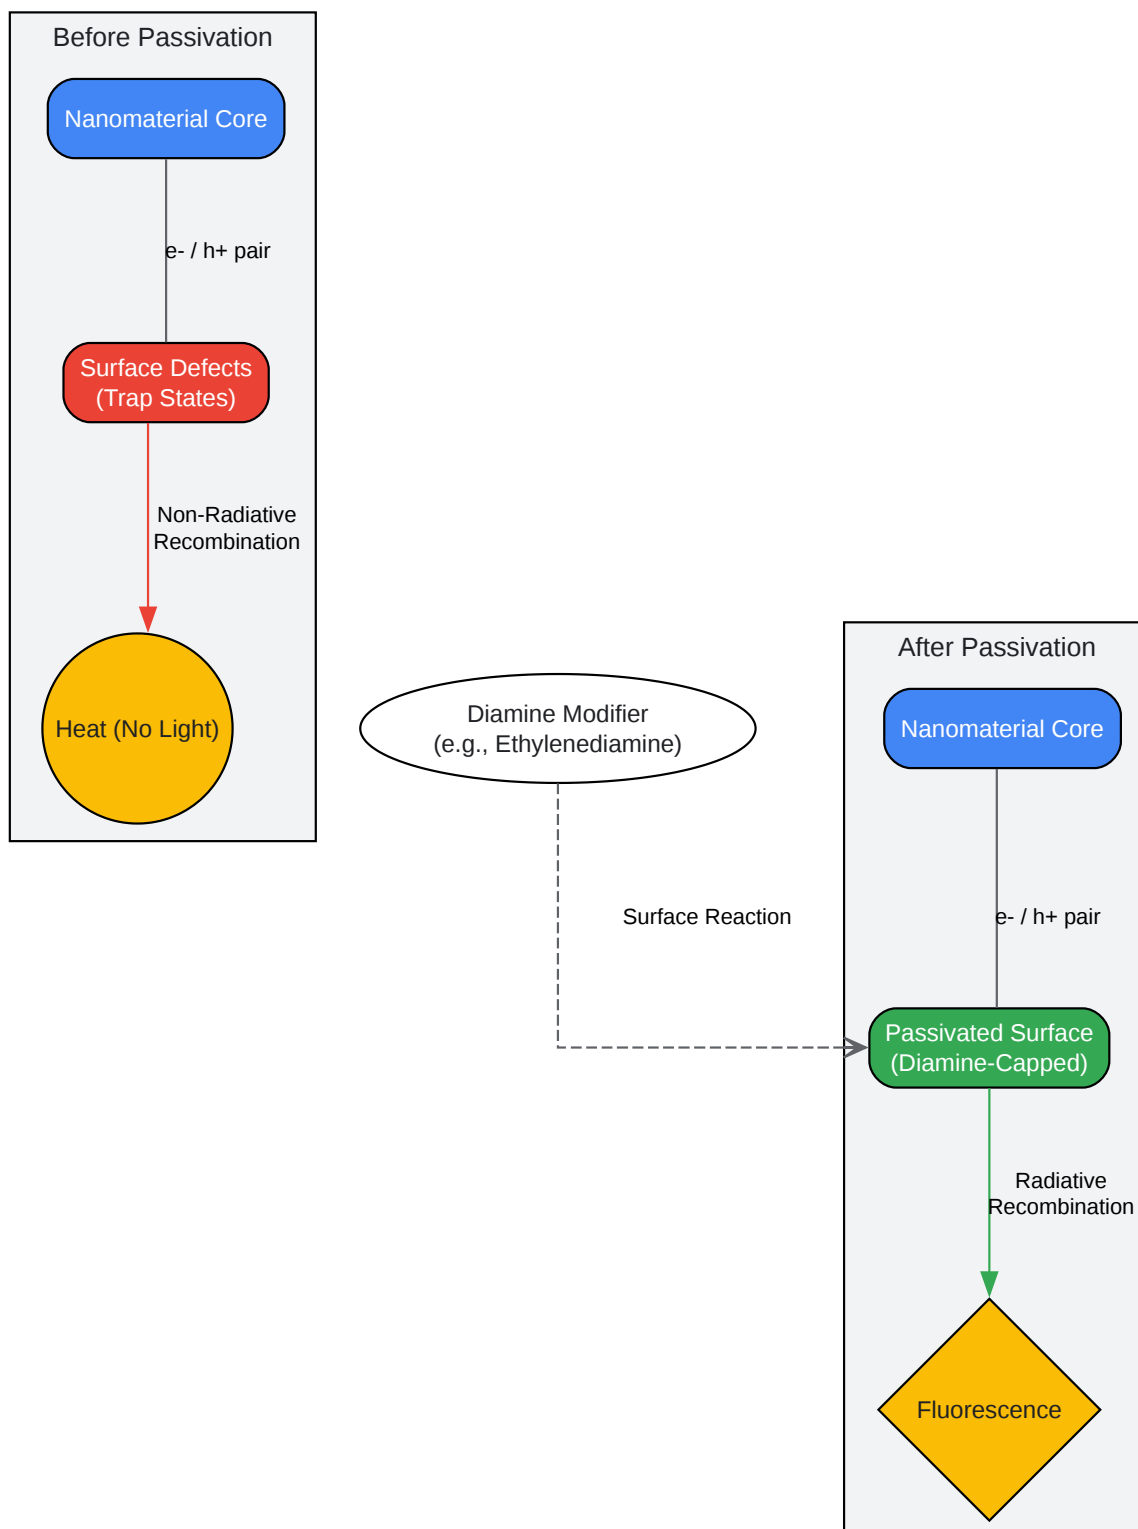 Before Passivation
Nanomaterial Core
e- / h+ pair
Surface Defects
(Trap States)
Non-Radiative
Recombination
Heat (No Light)
Diamine Modifier
(e.g., Ethylenediamine)
Surface Reaction
After Passivation
Nanomaterial Core
e- / h+ pair
Passivated Surface
(Diamine-Capped)
Radiative
Recombination
Fluorescence